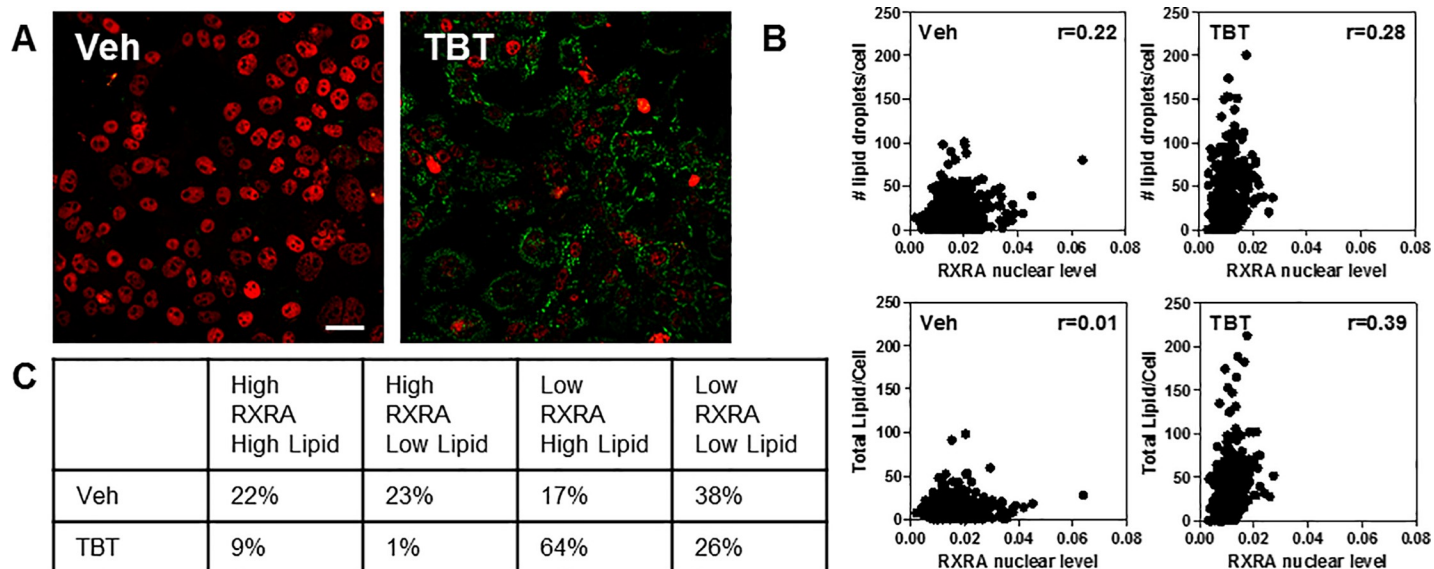 A
Veh
TBT
B
250
200
150
100
50
0
# lipid droplets/cell
Veh
r=0.22
0.00 0.02 0.04 0.06 0.08
RXRA nuclear level
250
200
150
100
50
0
# lipid droplets/cell
TBT
r=0.28
0.00 0.02 0.04 0.06 0.08
RXRA nuclear level
250
200
150
100
50
0
Total Lipid/Cell
Veh
r=0.01
0.00 0.02 0.04 0.06 0.08
RXRA nuclear level
250
200
150
100
50
0
Total Lipid/Cell
TBT
r=0.39
0.00 0.02 0.04 0.06 0.08
RXRA nuclear level
C
High
RXRA
High Lipid
High
RXRA
Low Lipid
Low
RXRA
High Lipid
Low
RXRA
Low Lipid
Veh 22% 23% 17% 38%
TBT 9% 1% 64% 26%